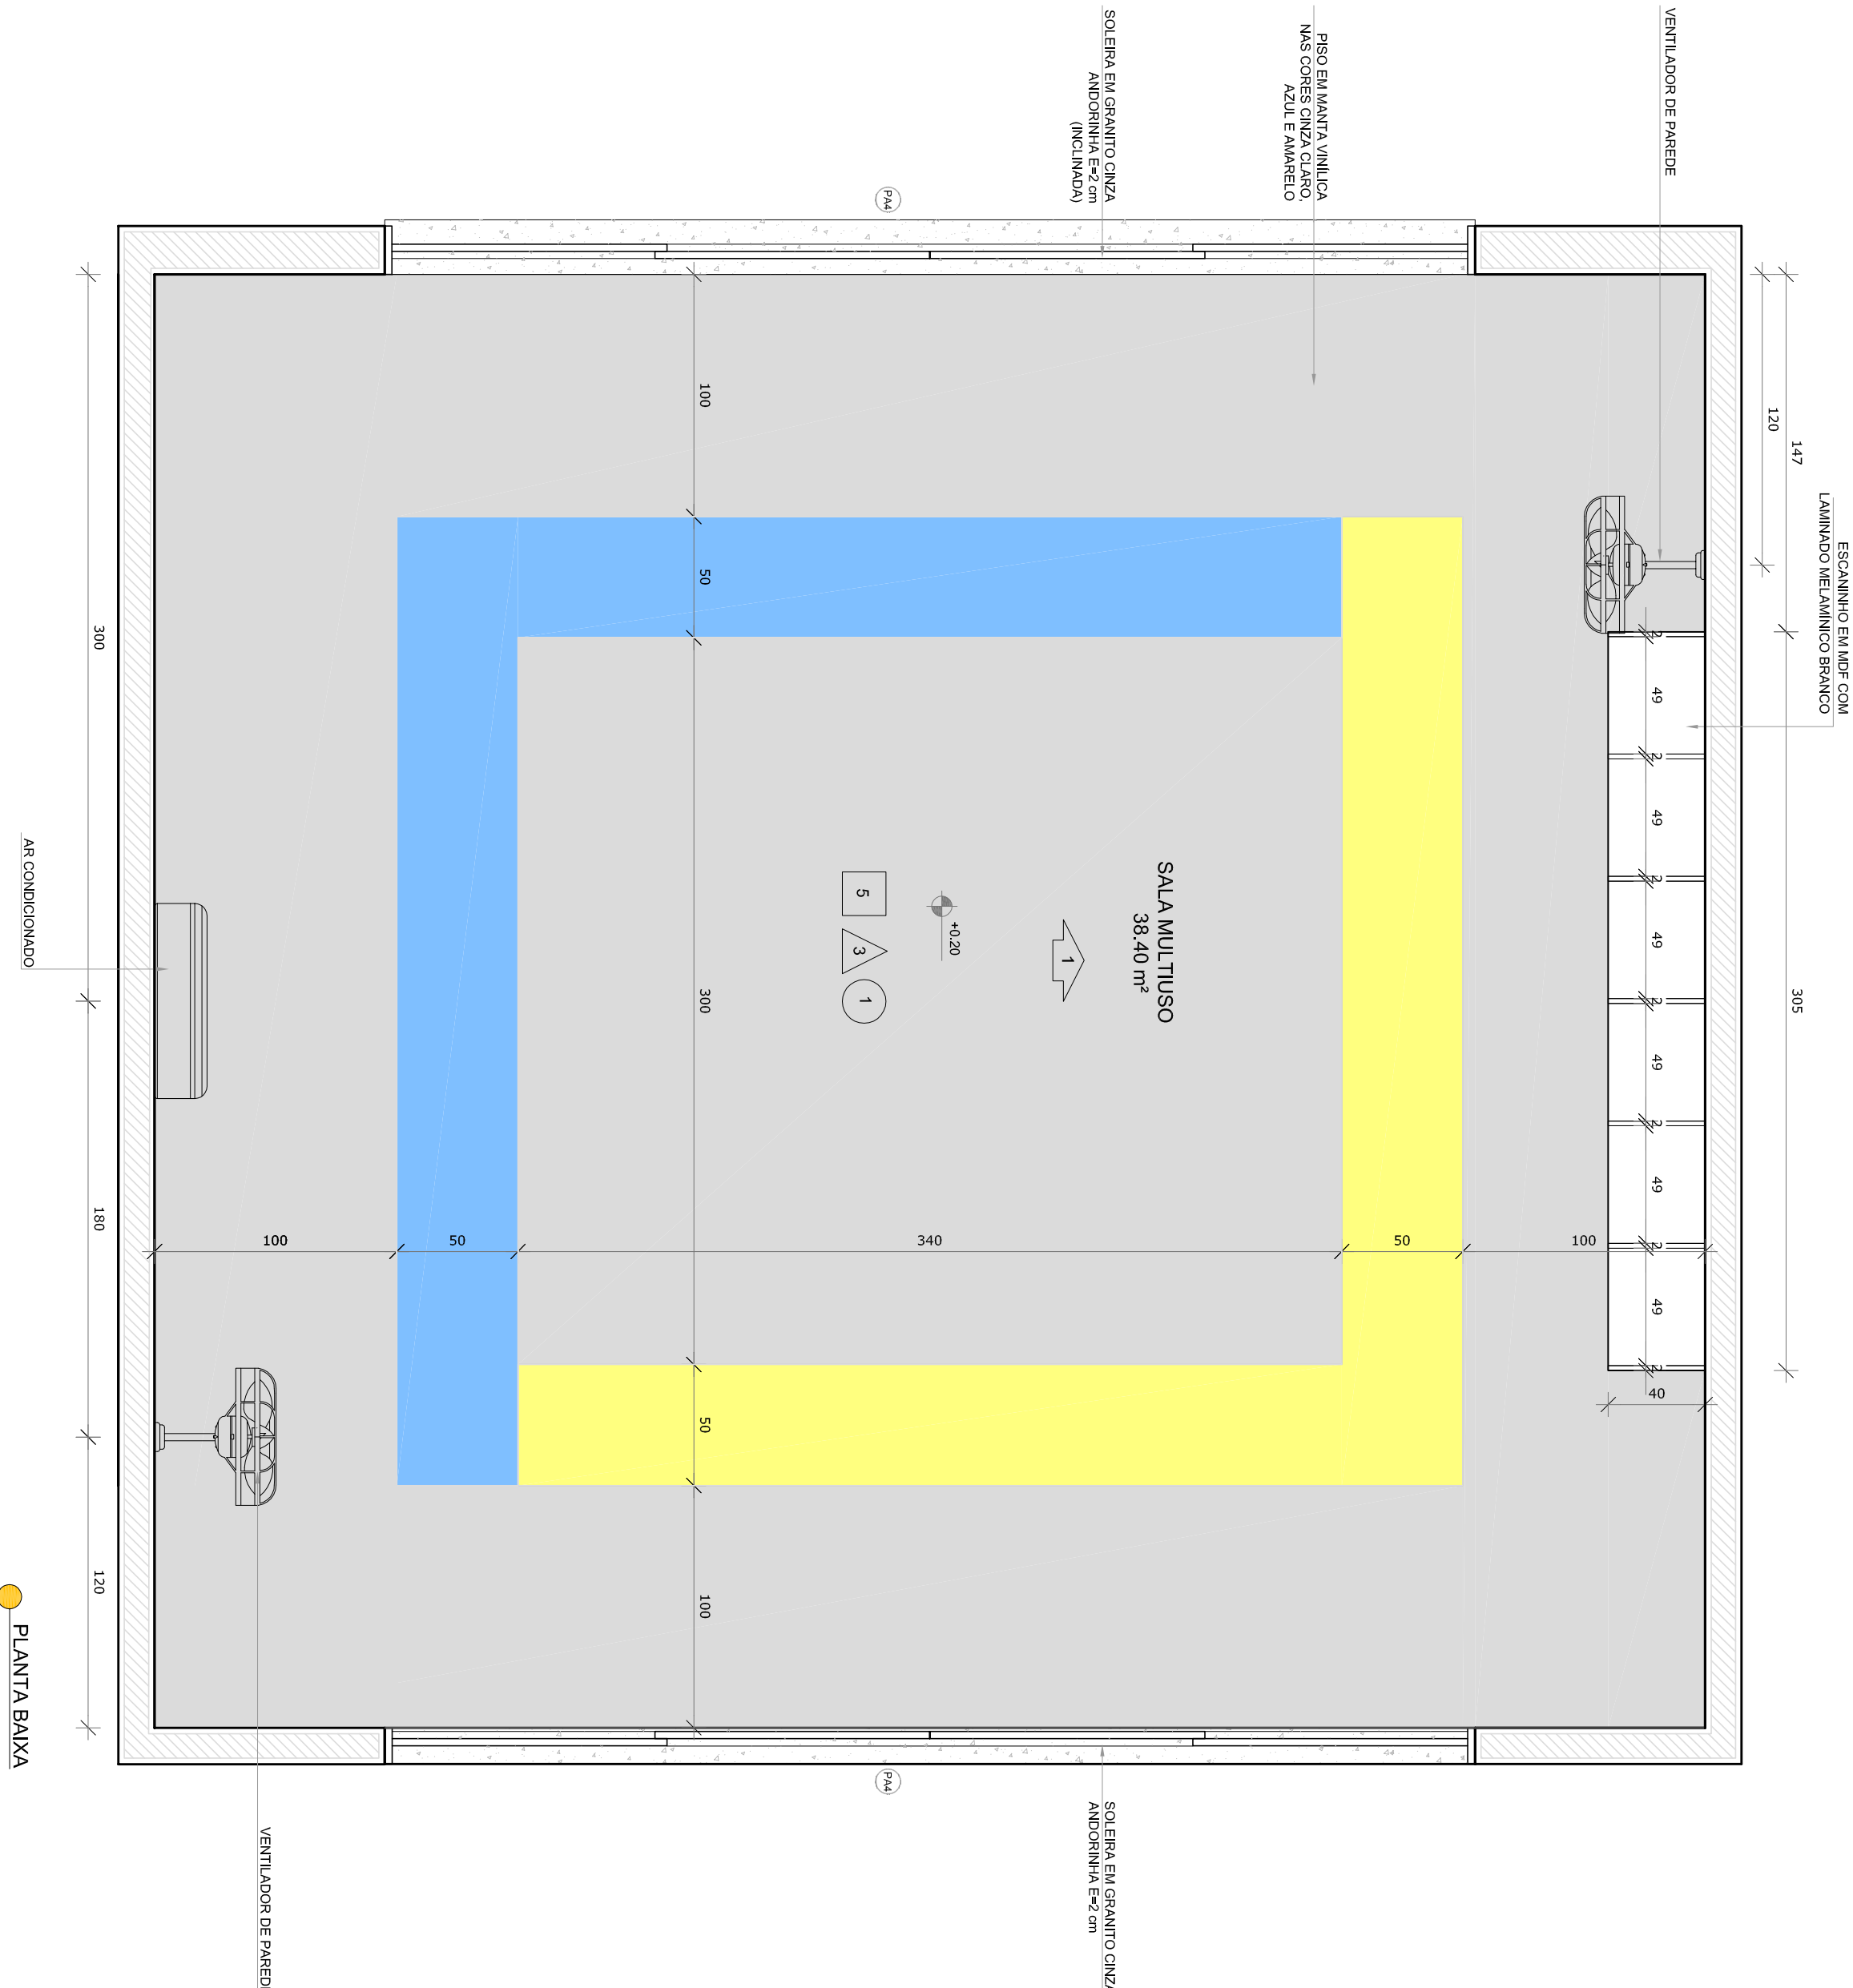 VENTILADOR DE PAREDE
PISO EM MANTA VINÍLICA
NAS CORES CINZA CLARO,
AZUL E AMARELO
SOLEIRA EM GRANITO CINZA
ANDORINHA E=2 cm
(INCLINADA)
PA4
147
120
305
ESCANINHO EM MDF COM
LAMINADO MELAMÍNICO BRANCO
2
49
2
49
2
49
2
49
2
49
2
49
2
40
SALA MULTIUSO
38.40 m²
1
+0.20
5
3
1
100
50
300
50
100
100
50
340
50
100
300
180
120
AR CONDICIONADO
VENTILADOR DE PARED
SOLEIRA EM GRANITO CINZA
ANDORINHA E=2 cm
PA4
PLANTA BAIXA